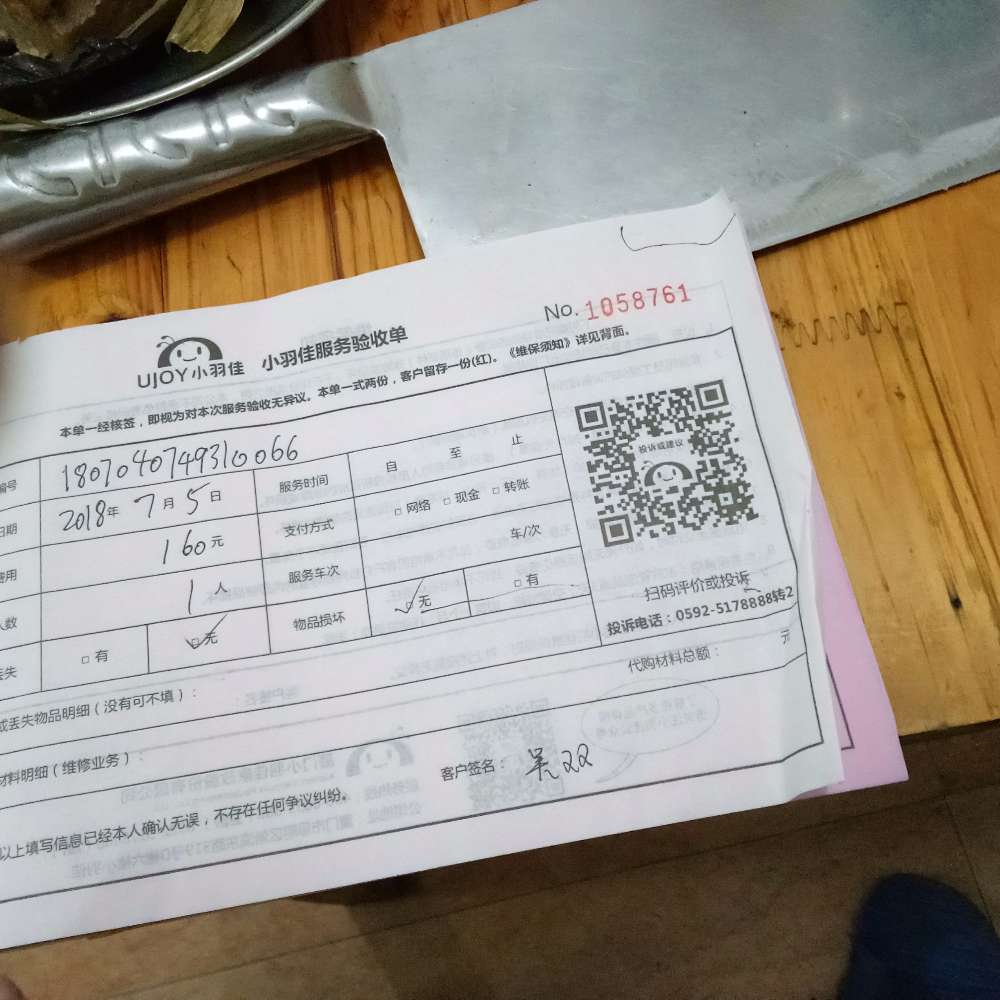 No. 1058761
UJOY小羽佳 小羽佳服务验收单
本单一经核签，即视为对本次服务验收无异议。本单一式两份，客户留存一份(红)。《维保须知》详见背面。
编号 1807040749310066
日期 2018年 7月 5日 服务时间 自 至 止
费用 160元 支付方式 □ 网络 □ 现金 □ 转账
人数 1人 服务车次 车/次
丢失 □ 有 □ 无 物品损坏 □ 无 □ 有
投诉或建议
扫码评价或投诉
投诉电话：0592-5178888转2
或丢失物品明细（没有可不填）：
材料明细（维修业务）： 代购材料总额： 元
以上填写信息已经本人确认无误，不存在任何争议纠纷。 客户签名： 吴双